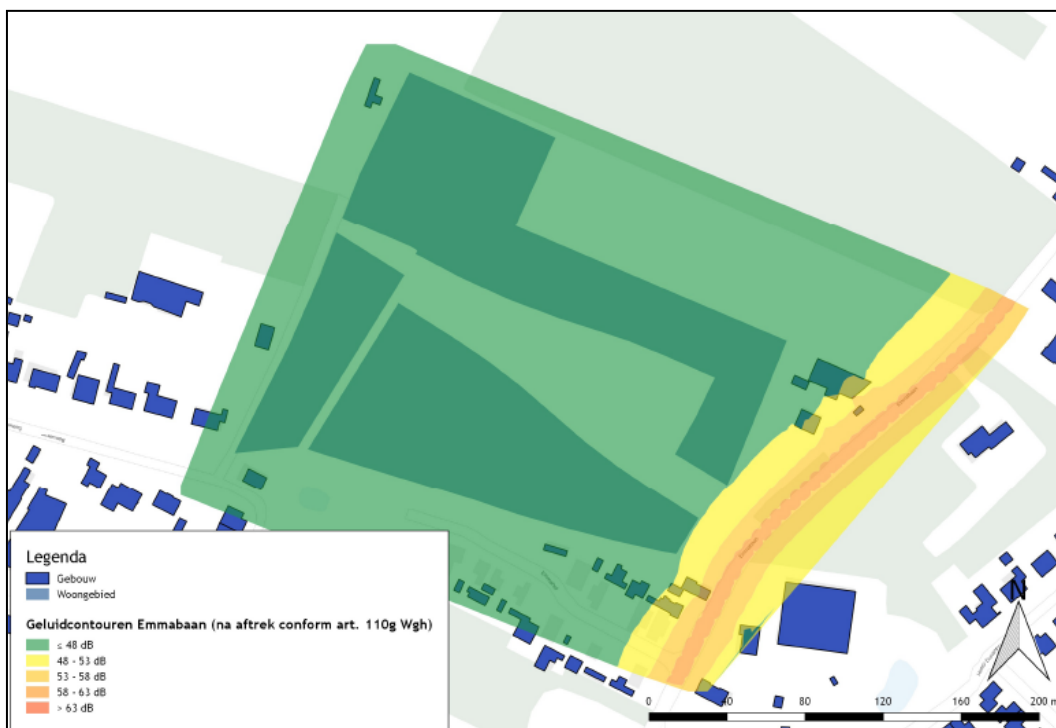 Legenda
Gebouw
Woongebied
Geluidcontouren Emmabaan (na aftrek conform art. 110g Wgh)
≤ 48 dB
48 - 53 dB
53 - 58 dB
58 - 63 dB
> 63 dB
N
0 40 80 120 160 200 m